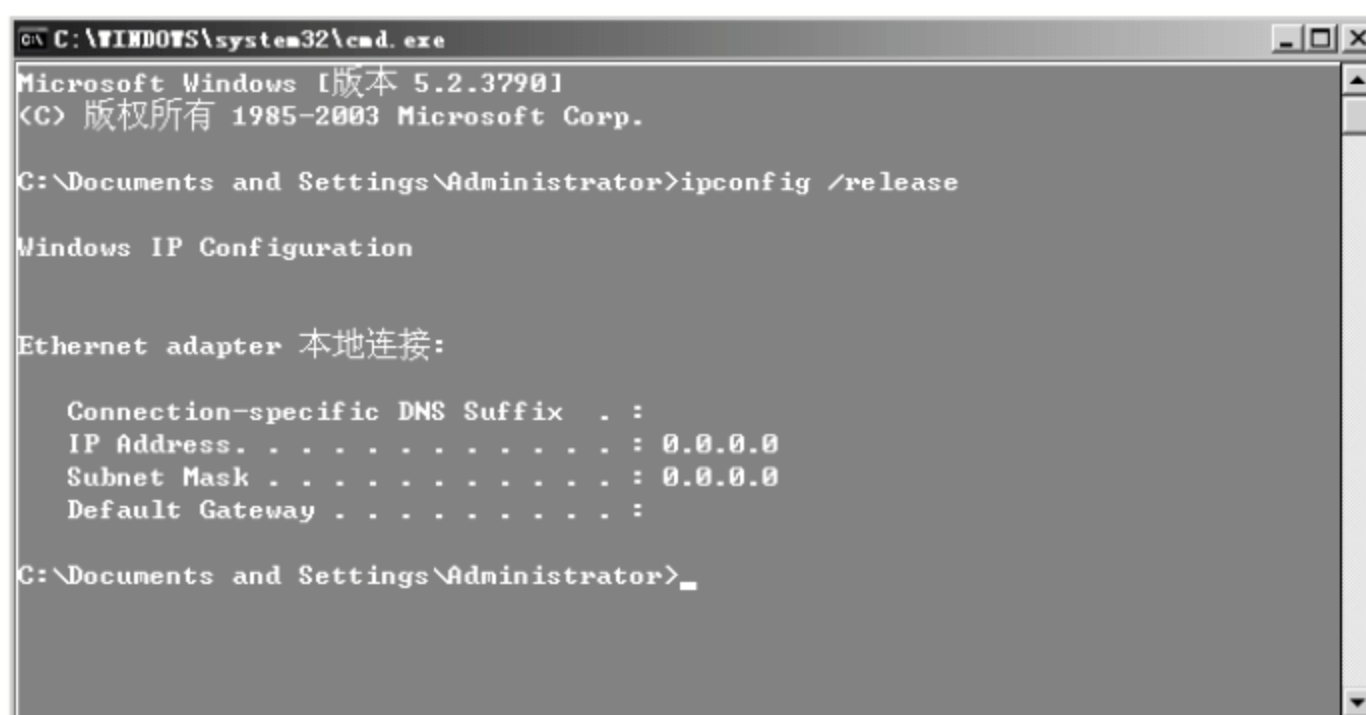 C:\WINDOWS\system32\cmd.exe
Microsoft Windows [版本 5.2.3790]
(C) 版权所有 1985-2003 Microsoft Corp.
C:\Documents and Settings\Administrator>ipconfig /release
Windows IP Configuration
Ethernet adapter 本地连接:
Connection-specific DNS Suffix . :
IP Address. . . . . . . . . . . . : 0.0.0.0
Subnet Mask . . . . . . . . . . . : 0.0.0.0
Default Gateway . . . . . . . . . :
C:\Documents and Settings\Administrator>_